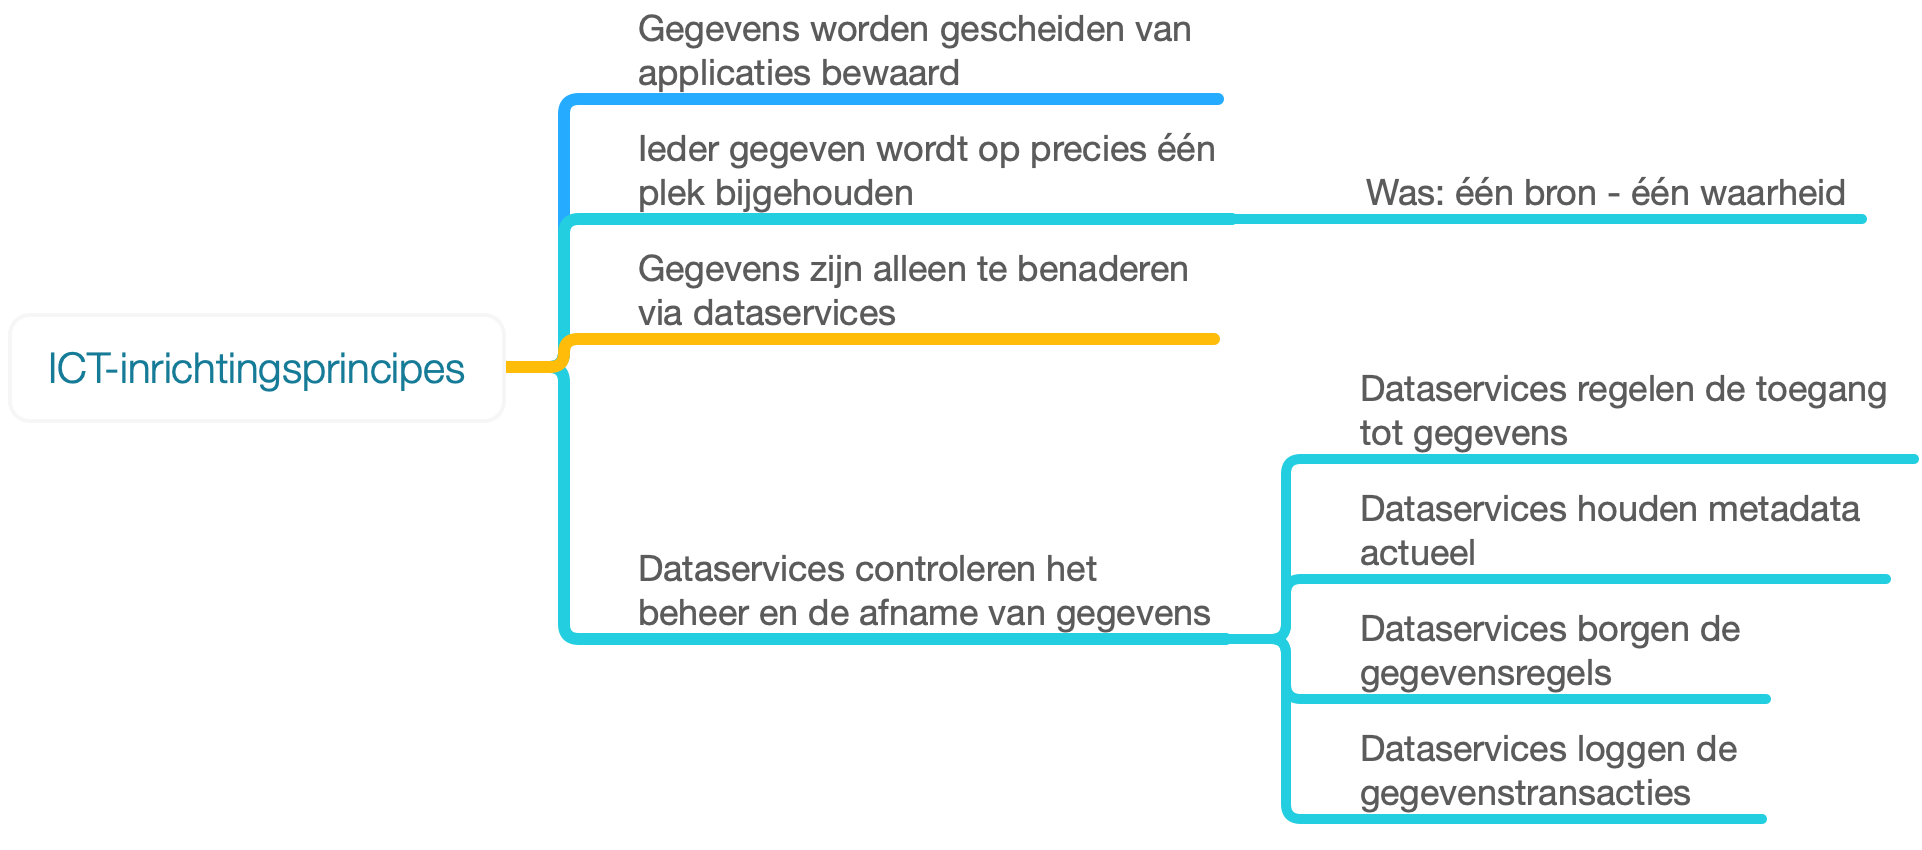 ICT-inrichtingsprincipes
Gegevens worden gescheiden van
applicaties bewaard
Ieder gegeven wordt op precies één
plek bijgehouden
Was: één bron - één waarheid
Gegevens zijn alleen te benaderen
via dataservices
Dataservices controleren het
beheer en de afname van gegevens
Dataservices regelen de toegang
tot gegevens
Dataservices houden metadata
actueel
Dataservices borgen de
gegevensregels
Dataservices loggen de
gegevenstransacties